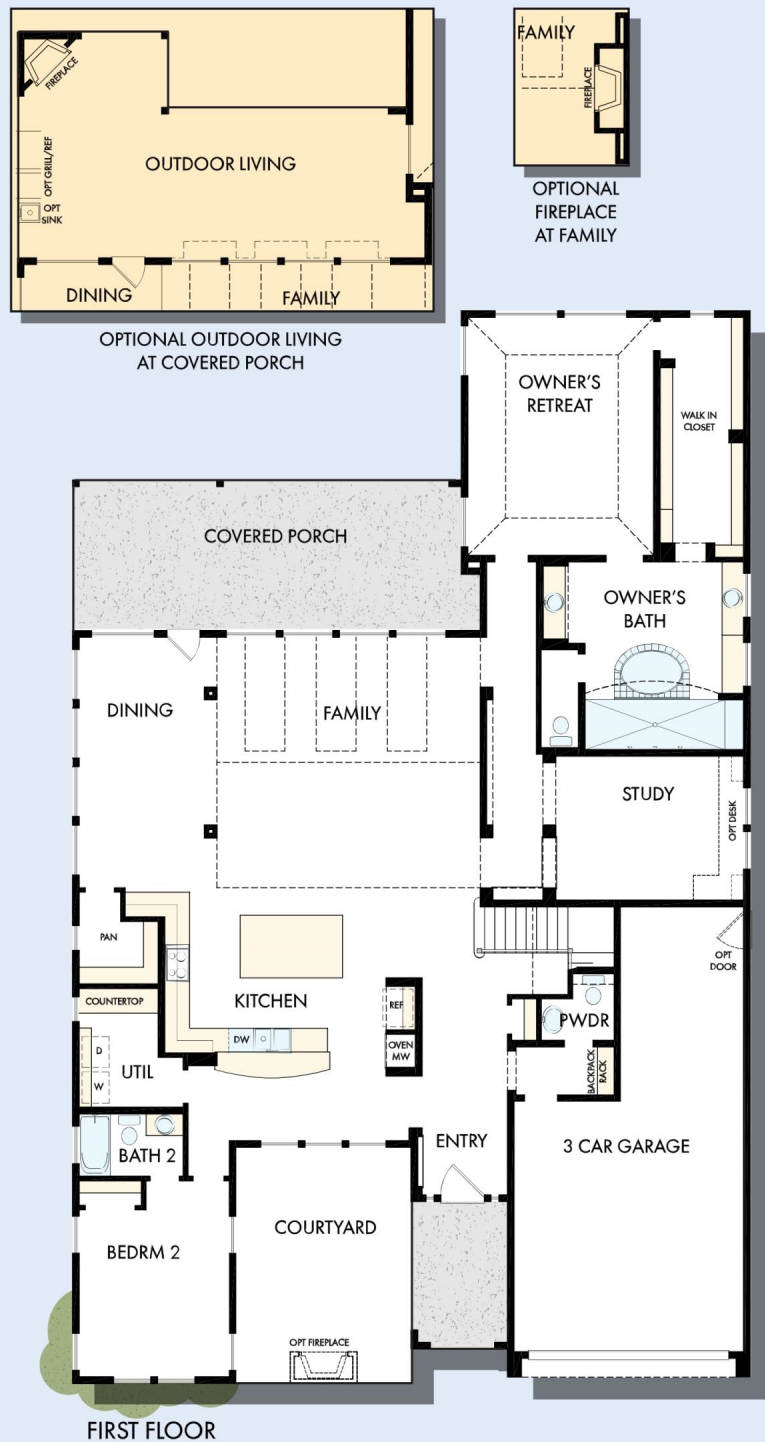 FAMILY
FIREPLACE
OPTIONAL
FIREPLACE
AT FAMILY
FIREPLACE
OUTDOOR LIVING
OPT GRILL/REF
OPT
SINK
DINING
FAMILY
OPTIONAL OUTDOOR LIVING
AT COVERED PORCH
OWNER'S
RETREAT
WALK IN
CLOSET
COVERED PORCH
OWNER'S
BATH
DINING
FAMILY
STUDY
OPT DESK
PAN
OPT
DOOR
COUNTERTOP
KITCHEN
REF
PWDR
DW
OVEN
MW
D
W
UTIL
BACKPACK
RACK
BATH 2
ENTRY
3 CAR GARAGE
COURTYARD
BEDRM 2
OPT FIREPLACE
FIRST FLOOR